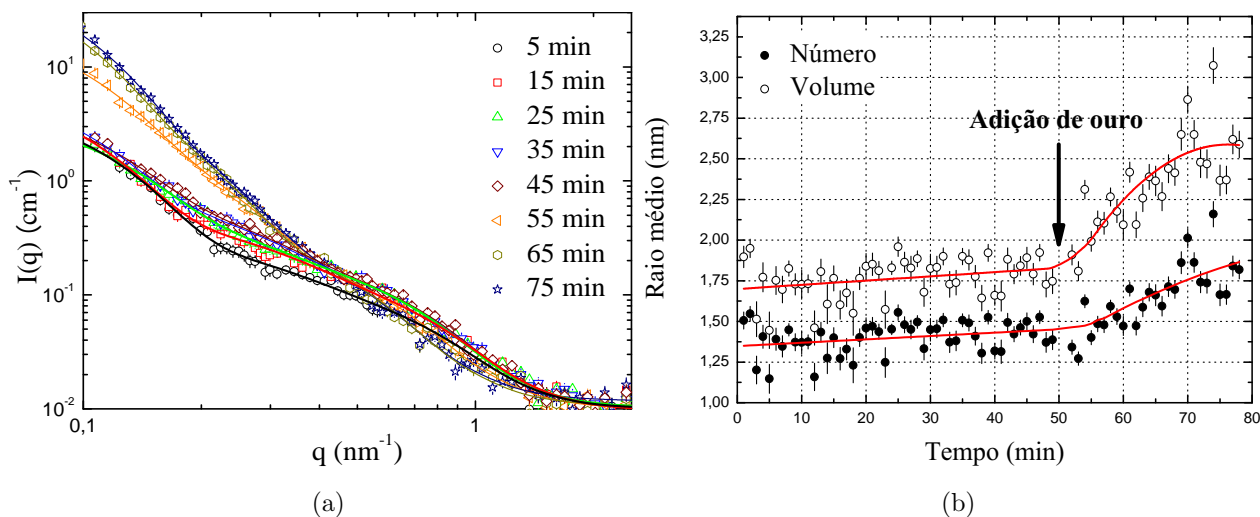 I(q) (cm⁻¹)
10¹
10⁰
10⁻¹
10⁻²
0,1
1
q (nm⁻¹)
5 min
15 min
25 min
35 min
45 min
55 min
65 min
75 min
(a)
Raio médio (nm)
3,25
3,00
2,75
2,50
2,25
2,00
1,75
1,50
1,25
1,00
Número
Volume
Adição de ouro
0 10 20 30 40 50 60 70 80
Tempo (min)
(b)